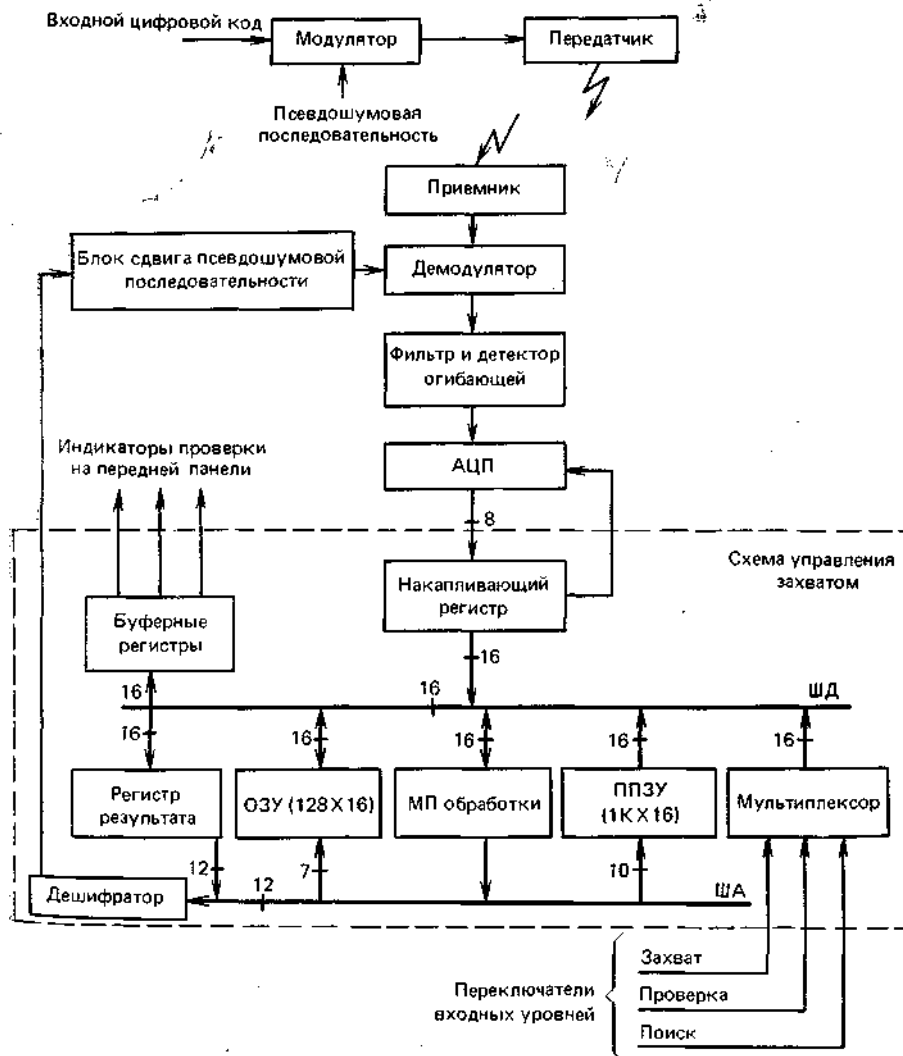 Входной цифровой код
Модулятор
Передатчик
Псевдошумовая
последовательность
Приемник
Блок сдвига псевдошумовой
последовательности
Демодулятор
Фильтр и детектор
огибающей
Индикаторы проверки
на передней панели
АЦП
8
Схема управления
захватом
Накапливающий
регистр
Буферные
регистры
16
16
16
ШД
16
16
16
16
16
Регистр
результата
ОЗУ (128X16)
МП обработки
ППЗУ
(1K X 16)
Мультиплексор
12
7
10
Дешифратор
12
ША
Переключатели
входных уровней
Захват
Проверка
Поиск